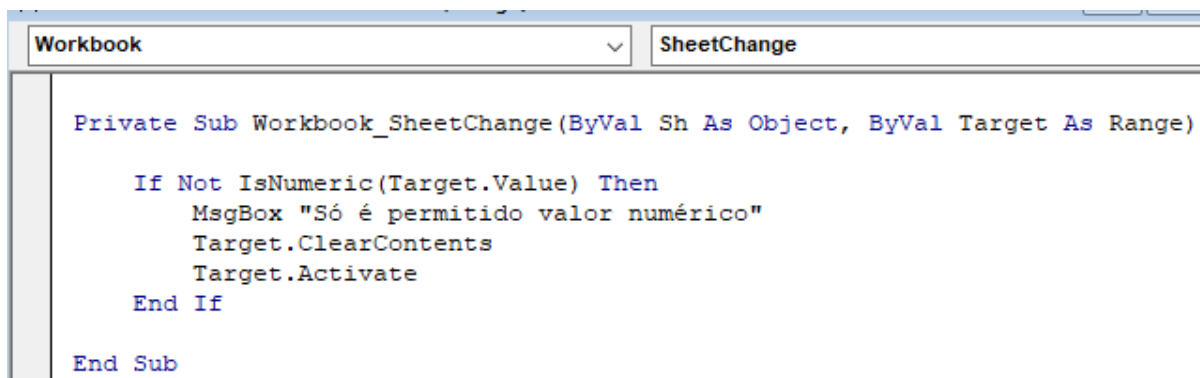 Workbook
SheetChange
Private Sub Workbook_SheetChange(ByVal Sh As Object, ByVal Target As Range)
If Not IsNumeric(Target.Value) Then
MsgBox "Só é permitido valor numérico"
Target.ClearContents
Target.Activate
End If
End Sub